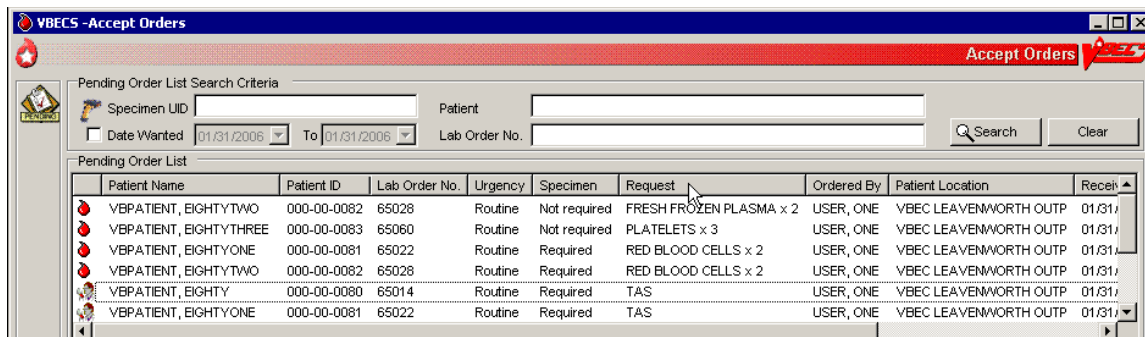 VBECS -Accept Orders
Accept Orders VBECS
Pending Order List Search Criteria
PENDING
Specimen UID Patient
Date Wanted 01/31/2006 To 01/31/2006 Lab Order No. Search Clear
Pending Order List
Patient Name Patient ID Lab Order No. Urgency Specimen Request Ordered By Patient Location Receiv
VBPATIENT, EIGHTYTWO 000-00-0082 65028 Routine Not required FRESH FROZEN PLASMA x 2 USER, ONE VBEC LEAVENWORTH OUTP 01/31/
VBPATIENT, EIGHTYTHREE 000-00-0083 65060 Routine Not required PLATELETS x 3 USER, ONE VBEC LEAVENWORTH OUTP 01/31/
VBPATIENT, EIGHTYONE 000-00-0081 65022 Routine Required RED BLOOD CELLS x 2 USER, ONE VBEC LEAVENWORTH OUTP 01/31/
VBPATIENT, EIGHTYTWO 000-00-0082 65028 Routine Required RED BLOOD CELLS x 2 USER, ONE VBEC LEAVENWORTH OUTP 01/31/
VBPATIENT, EIGHTY 000-00-0080 65014 Routine Required TAS USER, ONE VBEC LEAVENWORTH OUTP 01/31/
VBPATIENT, EIGHTYONE 000-00-0081 65022 Routine Required TAS USER, ONE VBEC LEAVENWORTH OUTP 01/31/